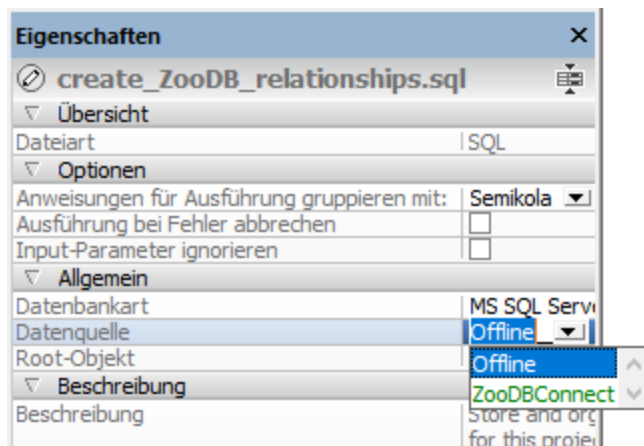 Eigenschaften
create_ZooDB_relationships.sql
Übersicht
Dateiart SQL
Optionen
Anweisungen für Ausführung gruppieren mit: Semikola
Ausführung bei Fehler abbrechen
Input-Parameter ignorieren
Allgemein
Datenbankart MS SQL Serve
Datenquelle Offline
Root-Objekt Offline
ZooDBConnect
Beschreibung
Beschreibung Store and org
for this projec